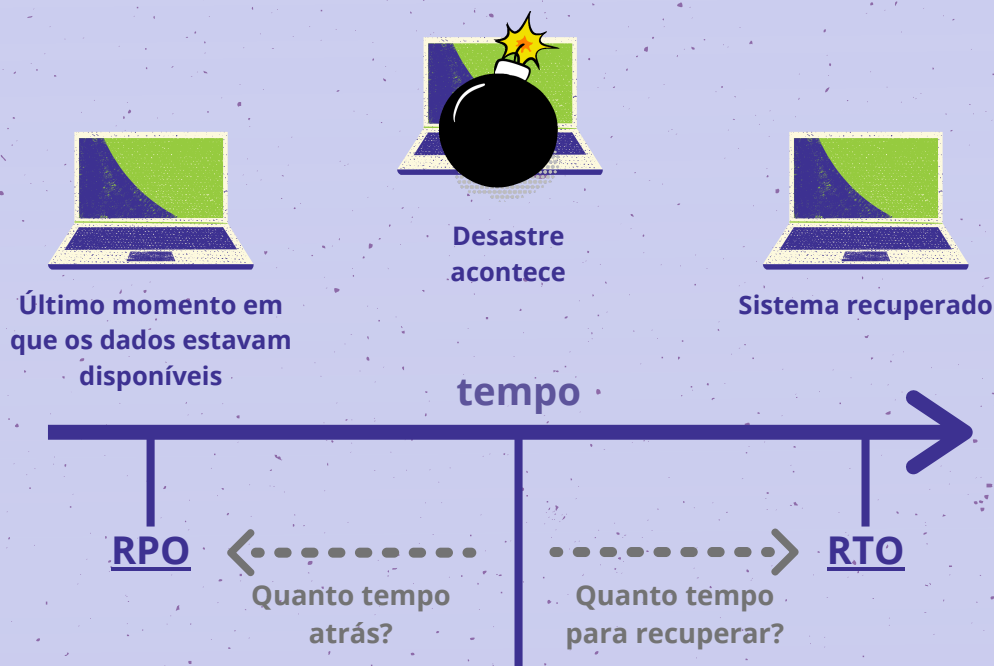 Desastre
acontece
Último momento em
que os dados estavam
disponíveis
Sistema recuperado
tempo
RPO
RTO
Quanto tempo
atrás?
Quanto tempo
para recuperar?